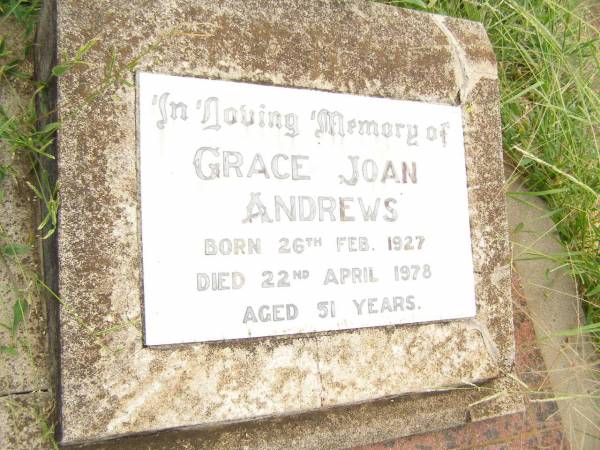 In Loving Memory of
GRACE JOAN
ANDREWS
BORN 26TH FEB. 1927
DIED 22ND APRIL 1978
AGED 51 YEARS.